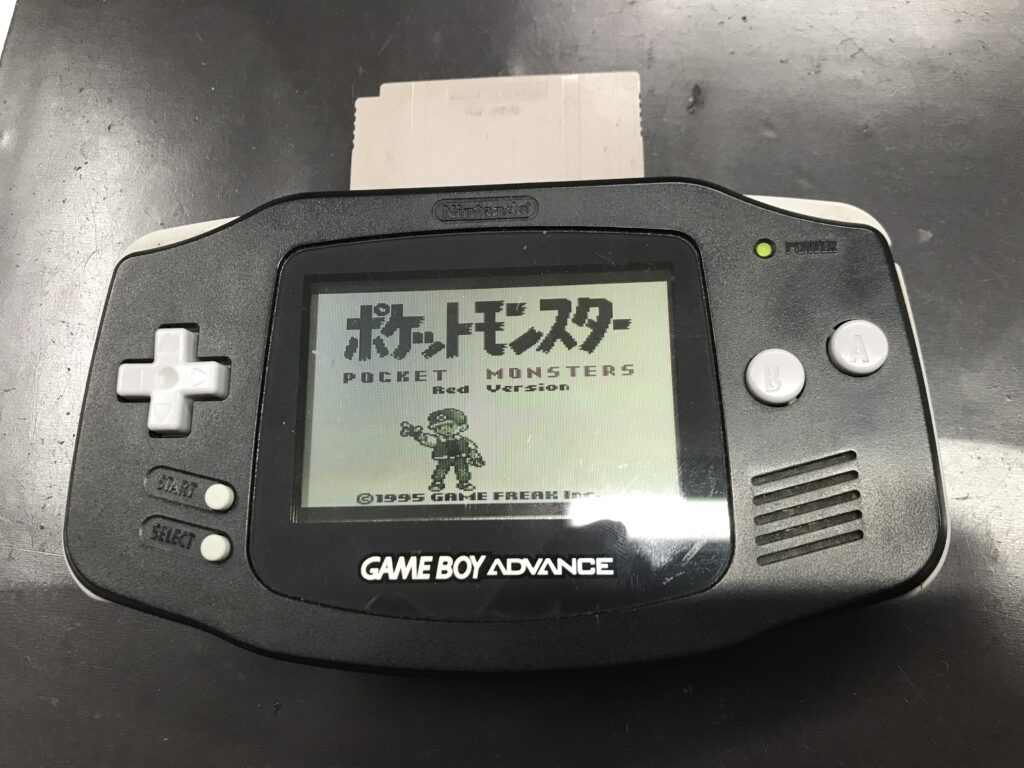 Nintendo
POWER
ポケットモンスター
POCKET MONSTERS
Red Version
©1995 GAME FREAK Inc.
A
B
START
SELECT
GAME BOY ADVANCE